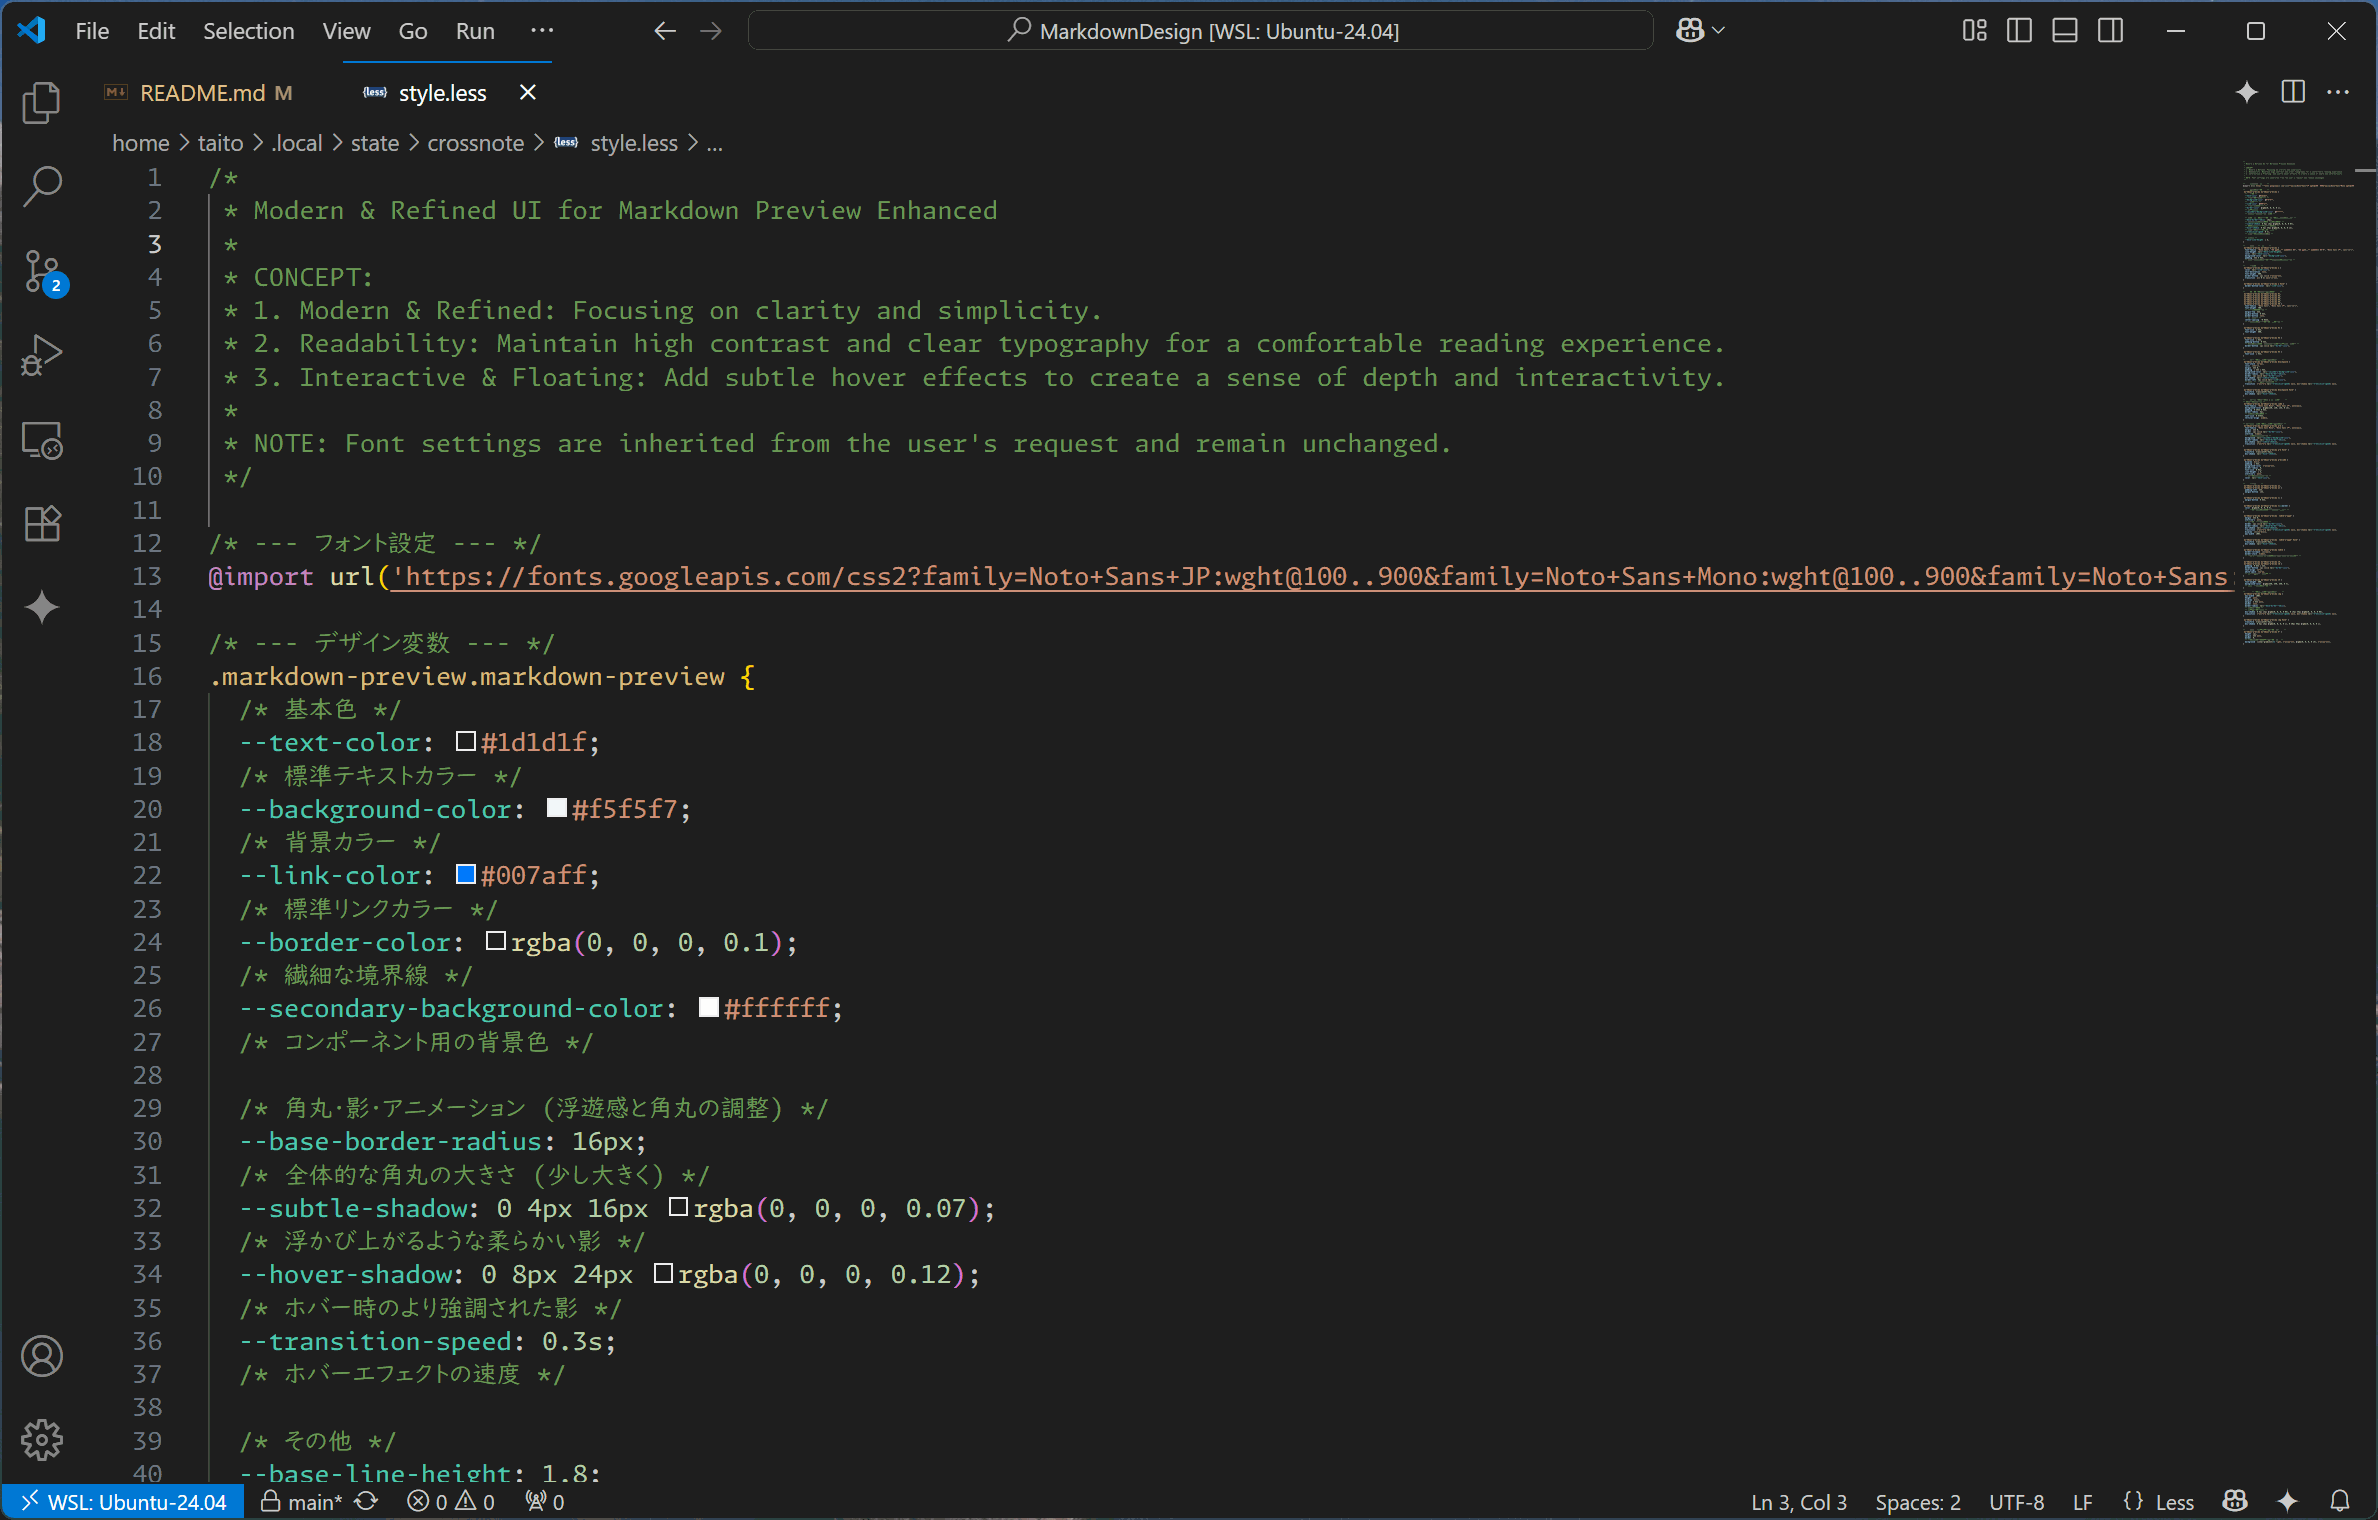 File Edit Selection View Go Run ··· MarkdownDesign [WSL: Ubuntu-24.04]
README.md M style.less
home > taito > .local > state > crossnote > style.less > ...
1 /*
2 * Modern & Refined UI for Markdown Preview Enhanced
3 *
4 * CONCEPT:
5 * 1. Modern & Refined: Focusing on clarity and simplicity.
6 * 2. Readability: Maintain high contrast and clear typography for a comfortable reading experience.
7 * 3. Interactive & Floating: Add subtle hover effects to create a sense of depth and interactivity.
8 *
9 * NOTE: Font settings are inherited from the user's request and remain unchanged.
10 */
11
12 /* --- フォント設定 --- */
13 @import url('https://fonts.googleapis.com/css2?family=Noto+Sans+JP:wght@100..900&family=Noto+Sans+Mono:wght@100..900&family=Noto+Sans
14
15 /* --- デザイン変数 --- */
16 .markdown-preview.markdown-preview {
17 /* 基本色 */
18 --text-color: #1d1d1f;
19 /* 標準テキストカラー */
20 --background-color: #f5f5f7;
21 /* 背景カラー */
22 --link-color: #007aff;
23 /* 標準リンクカラー */
24 --border-color: rgba(0, 0, 0, 0.1);
25 /* 繊細な境界線 */
26 --secondary-background-color: #ffffff;
27 /* コンポーネント用の背景色 */
28
29 /* 角丸・影・アニメーション (浮遊感と角丸の調整) */
30 --base-border-radius: 16px;
31 /* 全体的な角丸の大きさ (少し大きく) */
32 --subtle-shadow: 0 4px 16px rgba(0, 0, 0, 0.07);
33 /* 浮かび上がるような柔らかい影 */
34 --hover-shadow: 0 8px 24px rgba(0, 0, 0, 0.12);
35 /* ホバー時のより強調された影 */
36 --transition-speed: 0.3s;
37 /* ホバーエフェクトの速度 */
38
39 /* その他 */
40 --base-line-height: 1.8;
2
WSL: Ubuntu-24.04 main* 0 0 0 Ln 3, Col 3 Spaces: 2 UTF-8 LF {} Less